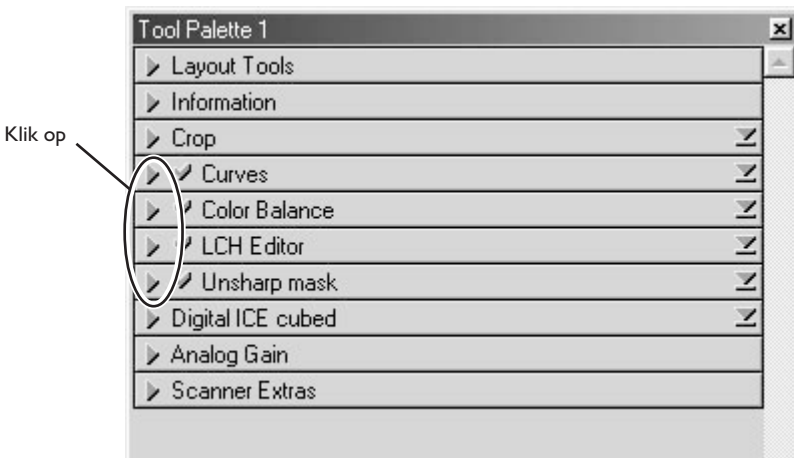 Tool Palette 1
Layout Tools
Information
Klik op
Crop
Curves
Color Balance
LCH Editor
Unsharp mask
Digital ICE cubed
Analog Gain
Scanner Extras